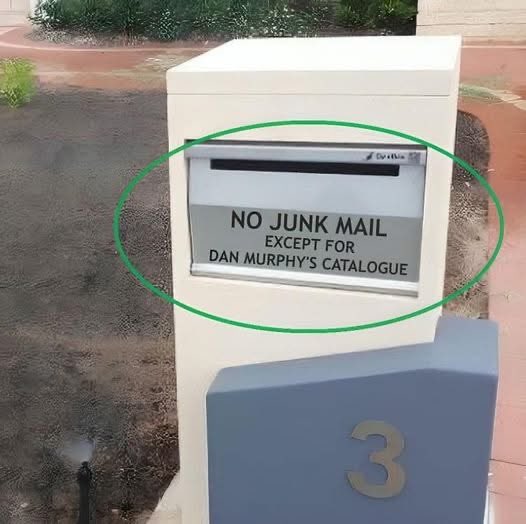 NO JUNK MAIL
EXCEPT FOR
DAN MURPHY'S CATALOGUE
3